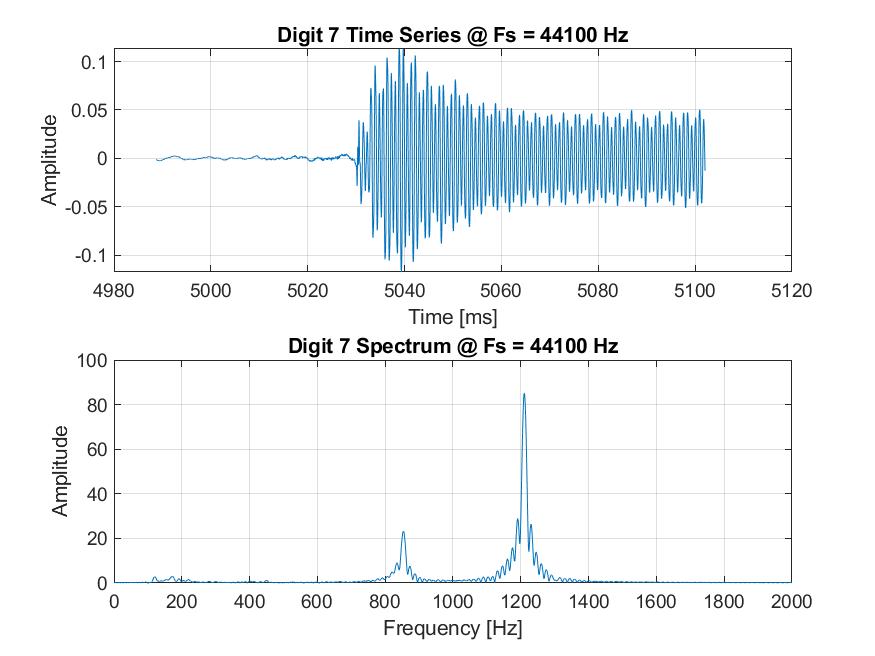 Digit 7 Time Series @ Fs = 44100 Hz
0.1
0.05
0
-0.05
-0.1
Amplitude
4980 5000 5020 5040 5060 5080 5100 5120
Time [ms]
Digit 7 Spectrum @ Fs = 44100 Hz
100
80
60
40
20
0
Amplitude
0 200 400 600 800 1000 1200 1400 1600 1800 2000
Frequency [Hz]